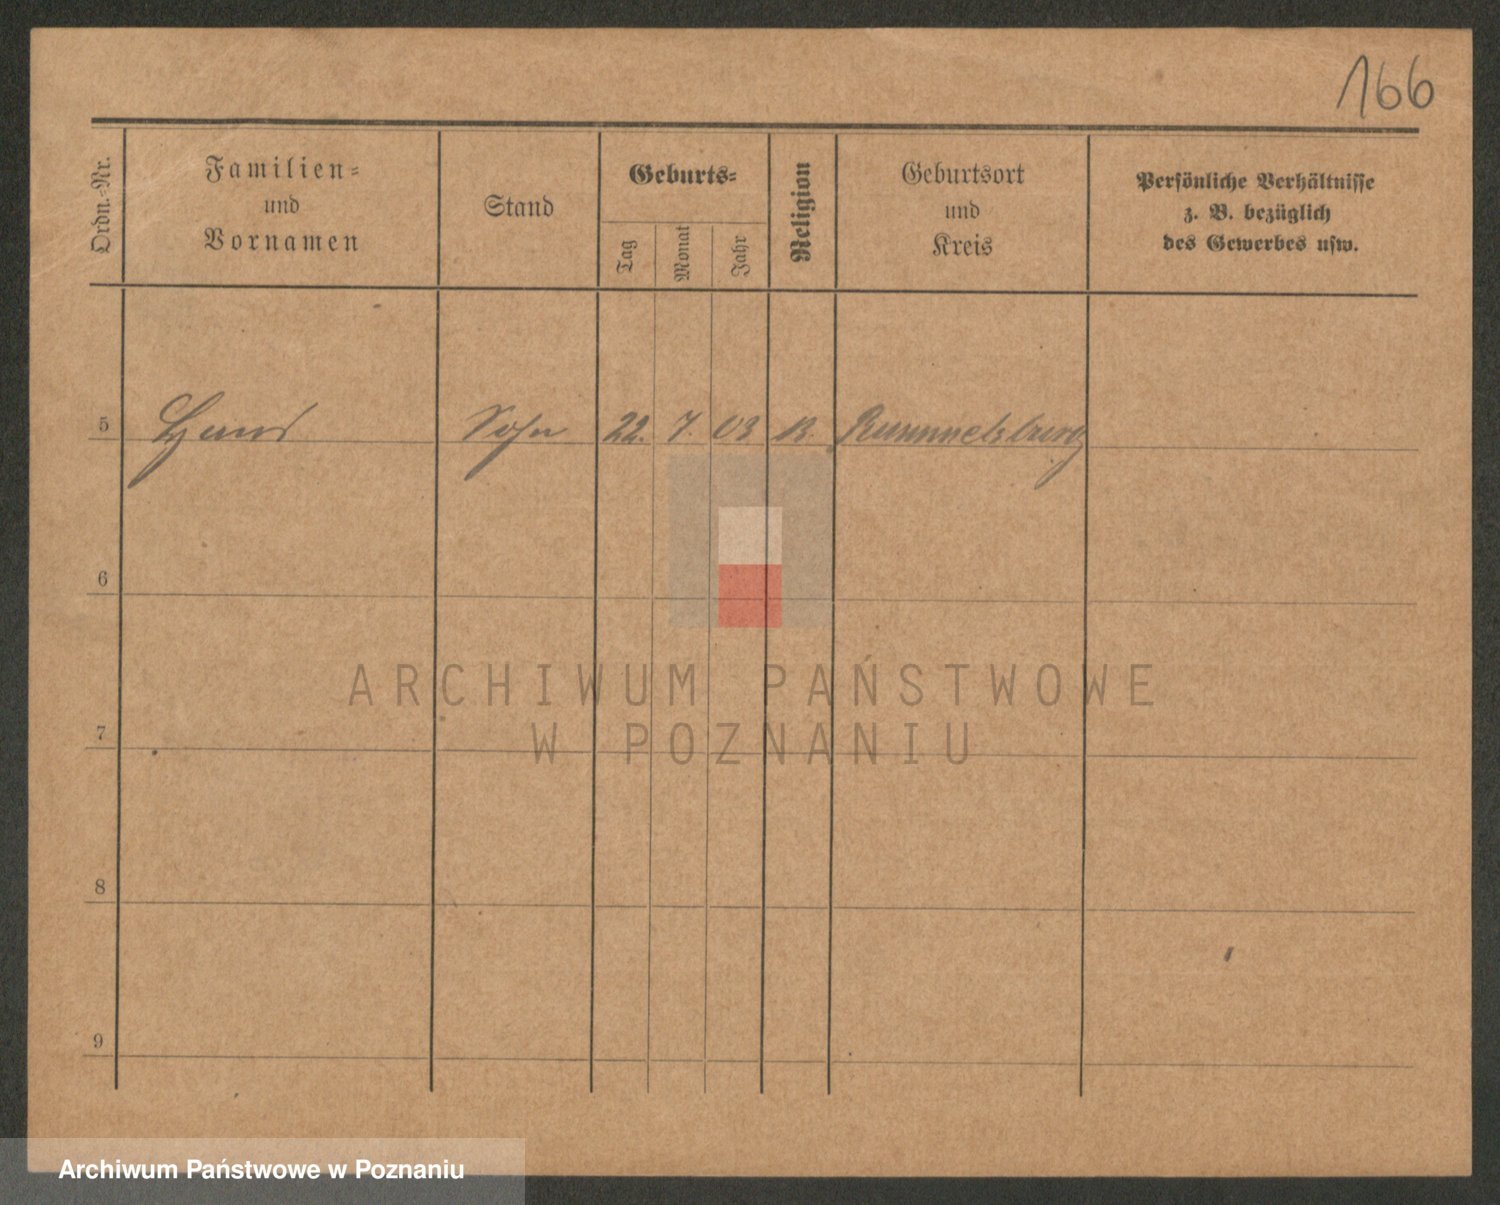 166
Ordn.-Nr.
Familien-
und
Vornamen
Stand
Geburts-
Tag
Monat
Jahr
Religion
Geburtsort
und
Kreis
Persönliche Verhältnisse
z. B. bezüglich
des Gewerbes usw.
5 Hans Sohn 22. 7. 03 Rummelsburg
6
ARCHIWUM PAŃSTWOWE
7
W POZNANIU
8
9
Archiwum Państwowe w Poznaniu